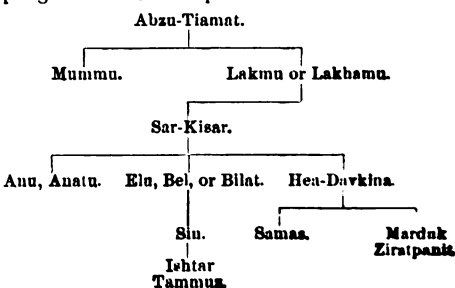 Abzu-Tiamat.
Mummu. Lakmu or Lakhamu.
Sar-Kisar.
Anu, Anatu. Elu, Bel, or Bilat. Hea-Davkina.
Sin. Samas. Marduk
Ziratpanit.
Ishtar
Tammuz.